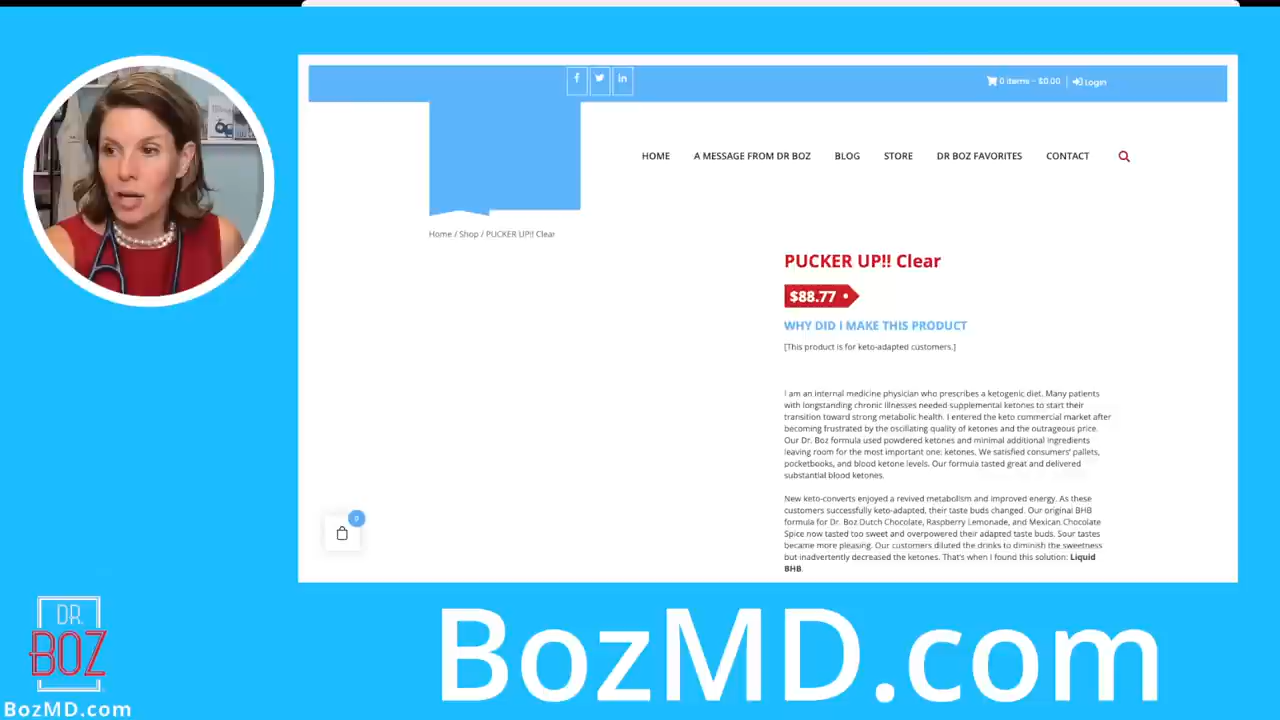 0 items - $0.00
Login
HOME
A MESSAGE FROM DR BOZ
BLOG
STORE
DR BOZ FAVORITES
CONTACT
Home / Shop / PUCKER UP!! Clear
PUCKER UP!! Clear
$88.77
WHY DID I MAKE THIS PRODUCT
[This product is for keto-adapted customers.]
I am an internal medicine physician who prescribes a ketogenic diet. Many patients
with longstanding chronic illnesses needed supplemental ketones to start their
transition toward strong metabolic health. I entered the keto commercial market after
becoming frustrated by the oscillating quality of ketones and the outrageous price.
Our Dr. Boz formula used powdered ketones and minimal additional ingredients
leaving room for the most important one: ketones. We satisfied consumers' pallets,
pocketbooks, and blood ketone levels. Our formula tasted great and delivered
substantial blood ketones.
New keto-converts enjoyed a revived metabolism and improved energy. As these
customers successfully keto-adapted, their taste buds changed. Our original BHB
formula for Dr. Boz Dutch Chocolate, Raspberry Lemonade, and Mexican Chocolate
Spice now tasted too sweet and overpowered their adapted taste buds. Sour tastes
became more pleasing. Our customers diluted the drinks to diminish the sweetness
but inadvertently decreased the ketones. That's when I found this solution: Liquid
BHB.
0
DR.
BOZ
BozMD.com
BozMD.com